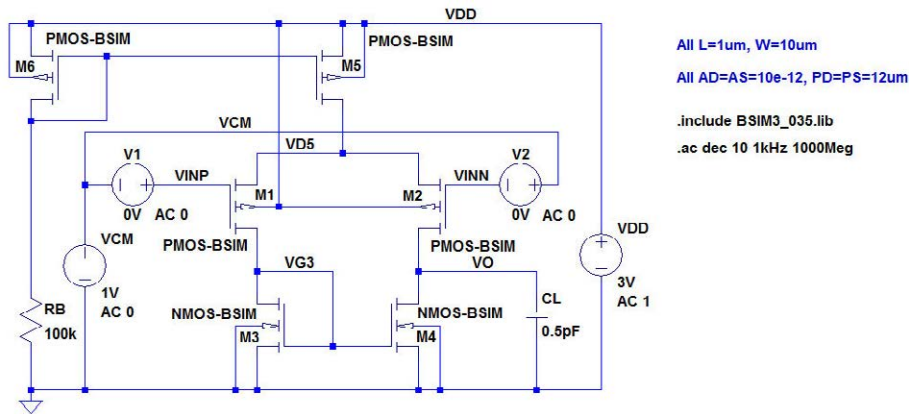 VDD
PMOS-BSIM
PMOS-BSIM
M6
M5
All L=1um, W=10um
All AD=AS=10e-12, PD=PS=12um
.include BSIM3_035.lib
.ac dec 10 1kHz 1000Meg
VCM
V1
VD5
V2
VINP
VINN
M1
M2
0V AC 0
0V AC 0
VCM
PMOS-BSIM
PMOS-BSIM
VDD
VG3
VO
1V
AC 0
3V
AC 1
RB
100k
NMOS-BSIM
NMOS-BSIM
CL
M3
M4
0.5pF